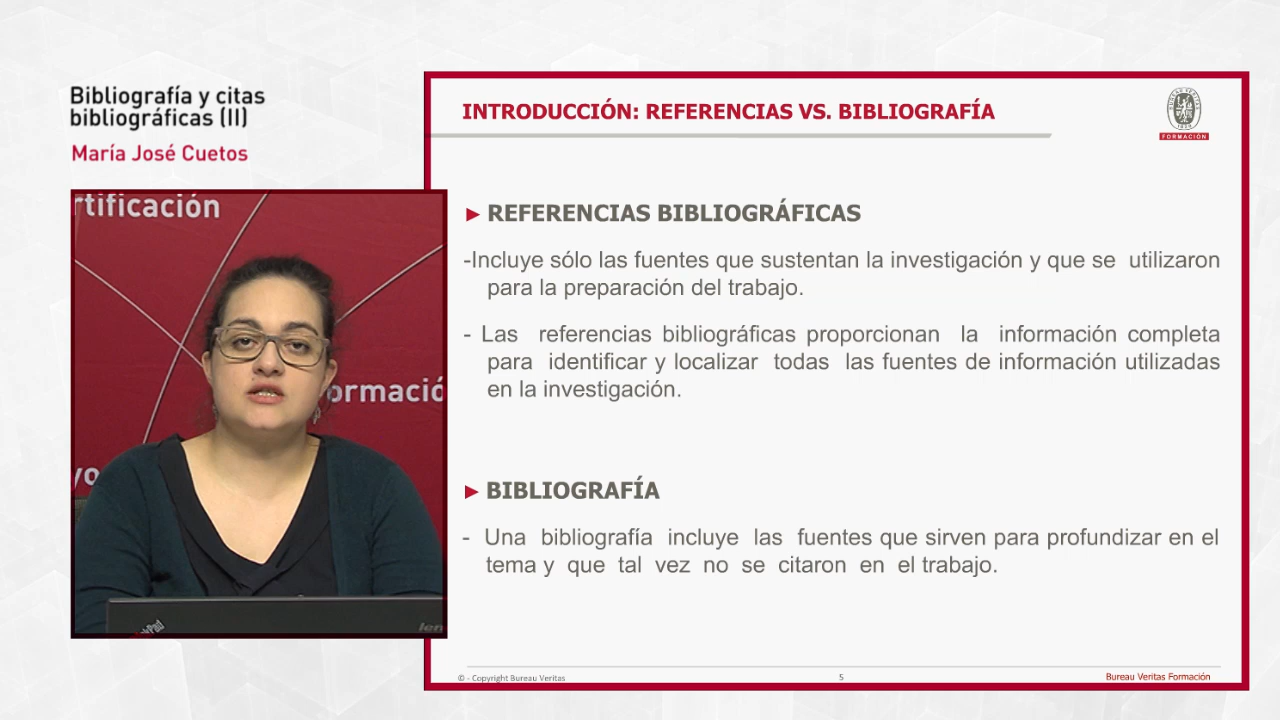 Bibliografía y citas
bibliográficas (II)
María José Cuetos
rtificación
ormació
yo
INTRODUCCIÓN: REFERENCIAS VS. BIBLIOGRAFÍA
FORMACIÓN
► REFERENCIAS BIBLIOGRÁFICAS
-Incluye sólo las fuentes que sustentan la investigación y que se utilizaron
para la preparación del trabajo.
- Las referencias bibliográficas proporcionan la información completa
para identificar y localizar todas las fuentes de información utilizadas
en la investigación.
► BIBLIOGRAFÍA
- Una bibliografía incluye las fuentes que sirven para profundizar en el
tema y que tal vez no se citaron en el trabajo.
© - Copyright Bureau Veritas
5
Bureau Veritas Formación